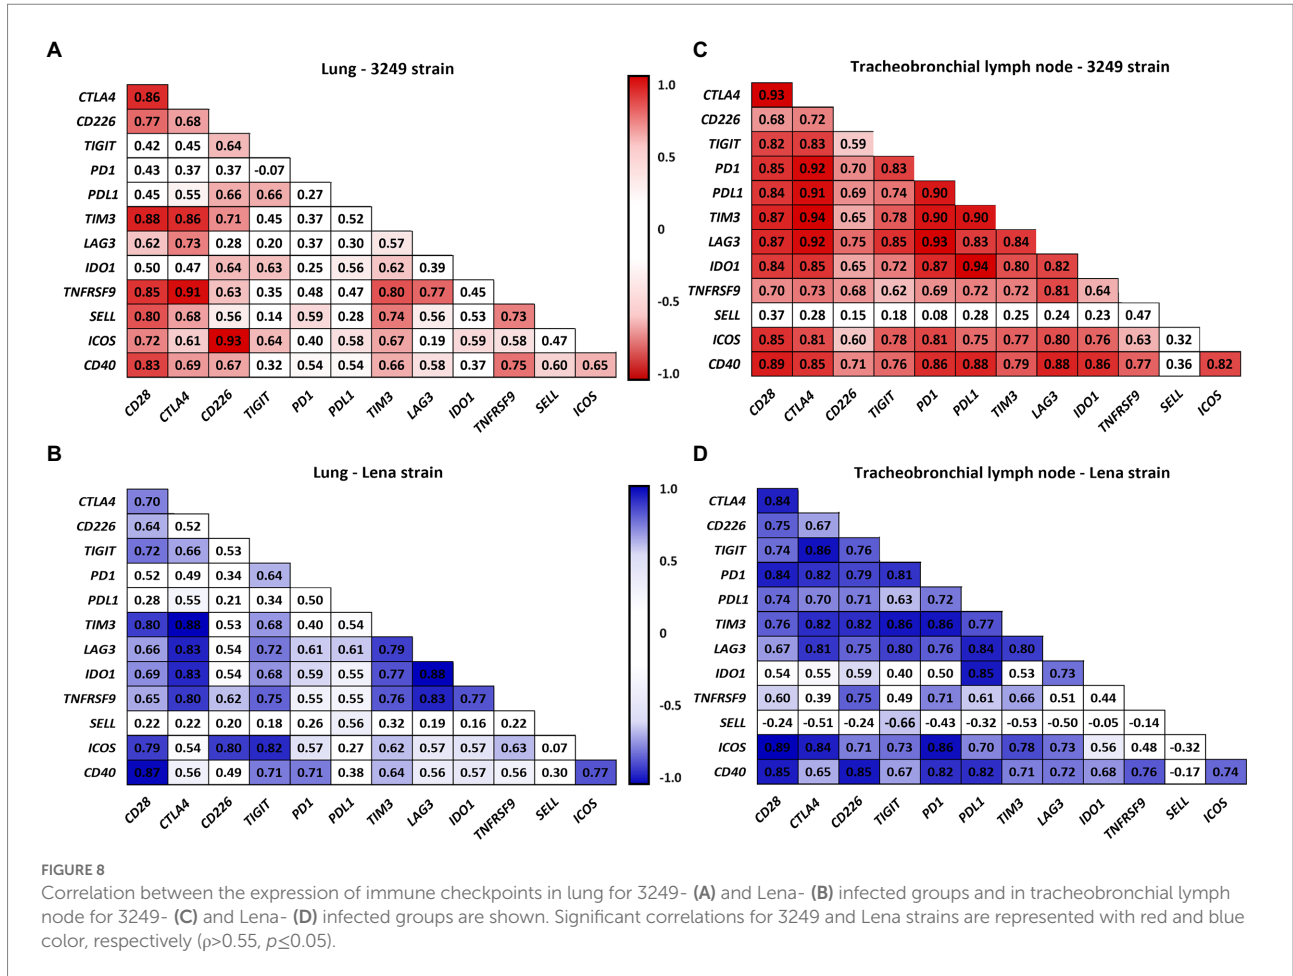 A
Lung - 3249 strain
CTLA4 0.86
CD226 0.77 0.68
TIGIT 0.42 0.45 0.64
PD1 0.43 0.37 0.37 -0.07
PDL1 0.45 0.55 0.66 0.66 0.27
TIM3 0.88 0.86 0.71 0.45 0.37 0.52
LAG3 0.62 0.73 0.28 0.20 0.37 0.30 0.57
IDO1 0.50 0.47 0.64 0.63 0.25 0.56 0.62 0.39
TNFRSF9 0.85 0.91 0.63 0.35 0.48 0.47 0.80 0.77 0.45
SELL 0.80 0.68 0.56 0.14 0.59 0.28 0.74 0.56 0.53 0.73
ICOS 0.72 0.61 0.93 0.64 0.40 0.58 0.67 0.19 0.59 0.58 0.47
CD40 0.83 0.69 0.67 0.32 0.54 0.54 0.66 0.58 0.37 0.75 0.60 0.65
CD28 CTLA4 CD226 TIGIT PD1 PDL1 TIM3 LAG3 IDO1 TNFRSF9 SELL ICOS
1.0
0.5
0
-0.5
-1.0
C
Tracheobronchial lymph node - 3249 strain
CTLA4 0.93
CD226 0.68 0.72
TIGIT 0.82 0.83 0.59
PD1 0.85 0.92 0.70 0.83
PDL1 0.84 0.91 0.69 0.74 0.90
TIM3 0.87 0.94 0.65 0.78 0.90 0.90
LAG3 0.87 0.92 0.75 0.85 0.93 0.83 0.84
IDO1 0.84 0.85 0.65 0.72 0.87 0.94 0.80 0.82
TNFRSF9 0.70 0.73 0.68 0.62 0.69 0.72 0.72 0.81 0.64
SELL 0.37 0.28 0.15 0.18 0.08 0.28 0.25 0.24 0.23 0.47
ICOS 0.85 0.81 0.60 0.78 0.81 0.75 0.77 0.80 0.76 0.63 0.32
CD40 0.89 0.85 0.71 0.76 0.86 0.88 0.79 0.88 0.86 0.77 0.36 0.82
CD28 CTLA4 CD226 TIGIT PD1 PDL1 TIM3 LAG3 IDO1 TNFRSF9 SELL ICOS
B
Lung - Lena strain
CTLA4 0.70
CD226 0.64 0.52
TIGIT 0.72 0.66 0.53
PD1 0.52 0.49 0.34 0.64
PDL1 0.28 0.55 0.21 0.34 0.50
TIM3 0.80 0.88 0.53 0.68 0.40 0.54
LAG3 0.66 0.83 0.54 0.72 0.61 0.61 0.79
IDO1 0.69 0.83 0.54 0.68 0.59 0.55 0.77 0.88
TNFRSF9 0.65 0.80 0.62 0.75 0.55 0.55 0.76 0.83 0.77
SELL 0.22 0.22 0.20 0.18 0.26 0.56 0.32 0.19 0.16 0.22
ICOS 0.79 0.54 0.80 0.82 0.57 0.27 0.62 0.57 0.57 0.63 0.07
CD40 0.87 0.56 0.49 0.71 0.71 0.38 0.64 0.56 0.57 0.56 0.30 0.77
CD28 CTLA4 CD226 TIGIT PD1 PDL1 TIM3 LAG3 IDO1 TNFRSF9 SELL ICOS
1.0
0.5
0
-0.5
-1.0
D
Tracheobronchial lymph node - Lena strain
CTLA4 0.84
CD226 0.75 0.67
TIGIT 0.74 0.86 0.76
PD1 0.84 0.82 0.79 0.81
PDL1 0.74 0.70 0.71 0.63 0.72
TIM3 0.76 0.82 0.82 0.86 0.86 0.77
LAG3 0.67 0.81 0.75 0.80 0.76 0.84 0.80
IDO1 0.54 0.55 0.59 0.40 0.50 0.85 0.53 0.73
TNFRSF9 0.60 0.39 0.75 0.49 0.71 0.61 0.66 0.51 0.44
SELL -0.24 -0.51 -0.24 -0.66 -0.43 -0.32 -0.53 -0.50 -0.05 -0.14
ICOS 0.89 0.84 0.71 0.73 0.86 0.70 0.78 0.73 0.56 0.48 -0.32
CD40 0.85 0.65 0.85 0.67 0.82 0.82 0.71 0.72 0.68 0.76 -0.17 0.74
CD28 CTLA4 CD226 TIGIT PD1 PDL1 TIM3 LAG3 IDO1 TNFRSF9 SELL ICOS
FIGURE 8
Correlation between the expression of immune checkpoints in lung for 3249- (A) and Lena- (B) infected groups and in tracheobronchial lymph
node for 3249- (C) and Lena- (D) infected groups are shown. Significant correlations for 3249 and Lena strains are represented with red and blue
color, respectively (ρ>0.55, p≤0.05).